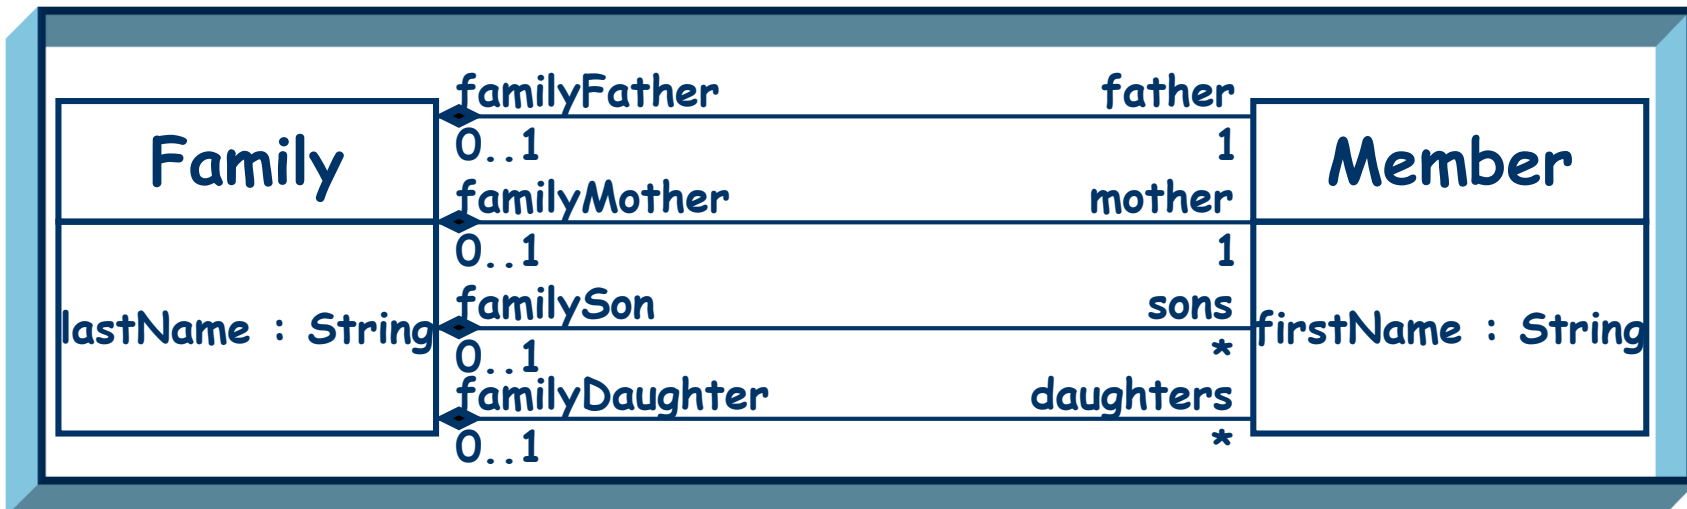 familyFather father
0..1 1
Family Member
familyMother mother
0..1 1
familySon sons
lastName : String firstName : String
0..1 *
familyDaughter daughters
0..1 *